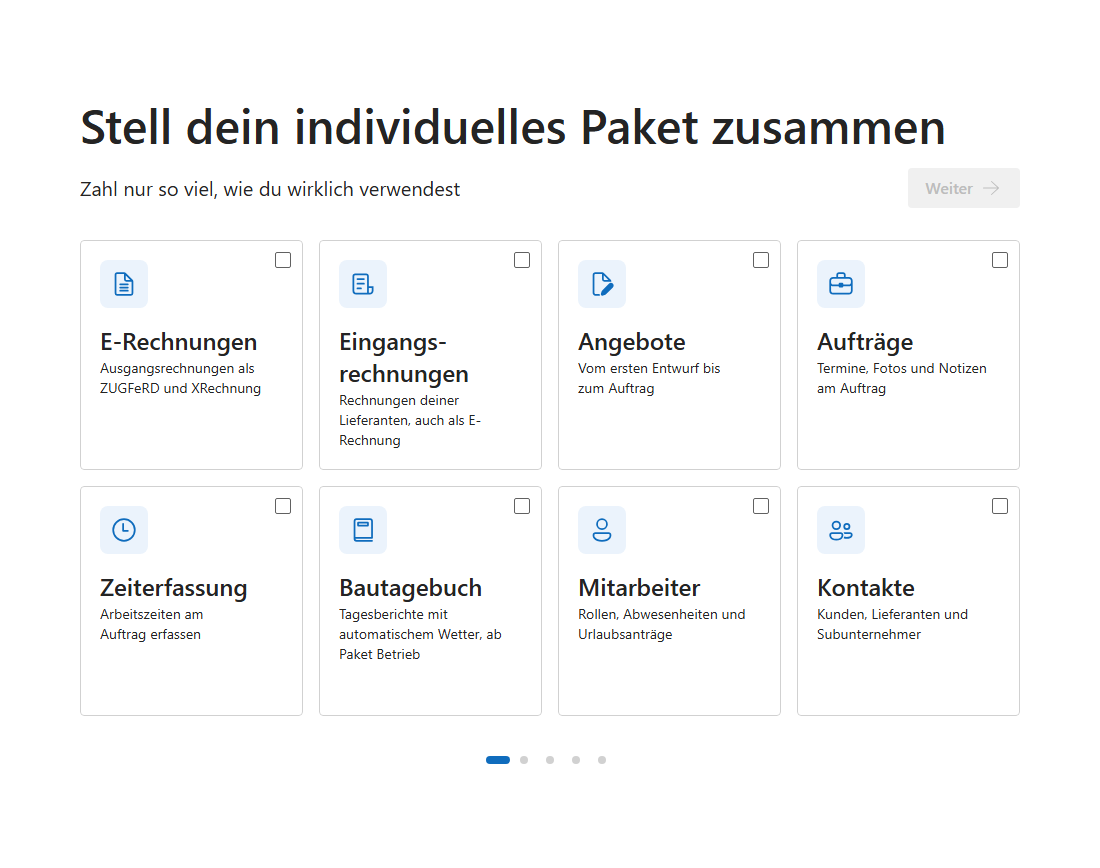 Stell dein individuelles Paket zusammen
Zahl nur so viel, wie du wirklich verwendest
Weiter
E-Rechnungen
Ausgangsrechnungen als
ZUGFeRD und XRechnung
Eingangs-
rechnungen
Rechnungen deiner
Lieferanten, auch als E-
Rechnung
Angebote
Vom ersten Entwurf bis
zum Auftrag
Aufträge
Termine, Fotos und Notizen
am Auftrag
Zeiterfassung
Arbeitszeiten am
Auftrag erfassen
Bautagebuch
Tagesberichte mit
automatischem Wetter, ab
Paket Betrieb
Mitarbeiter
Rollen, Abwesenheiten und
Urlaubsanträge
Kontakte
Kunden, Lieferanten und
Subunternehmer